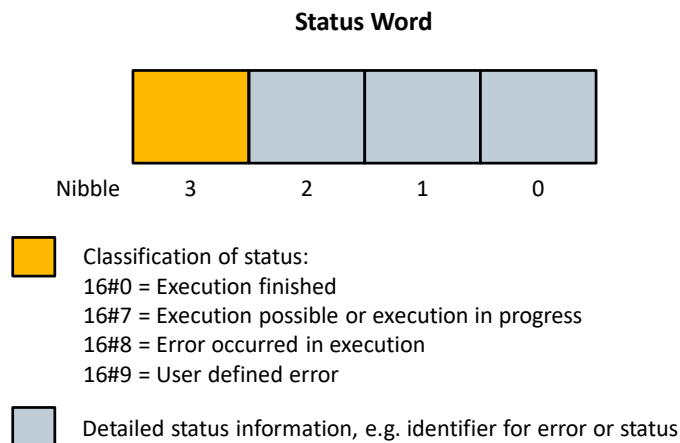 Status Word
Nibble 3 2 1 0
Classification of status:
16#0 = Execution finished
16#7 = Execution possible or execution in progress
16#8 = Error occurred in execution
16#9 = User defined error
Detailed status information, e.g. identifier for error or status